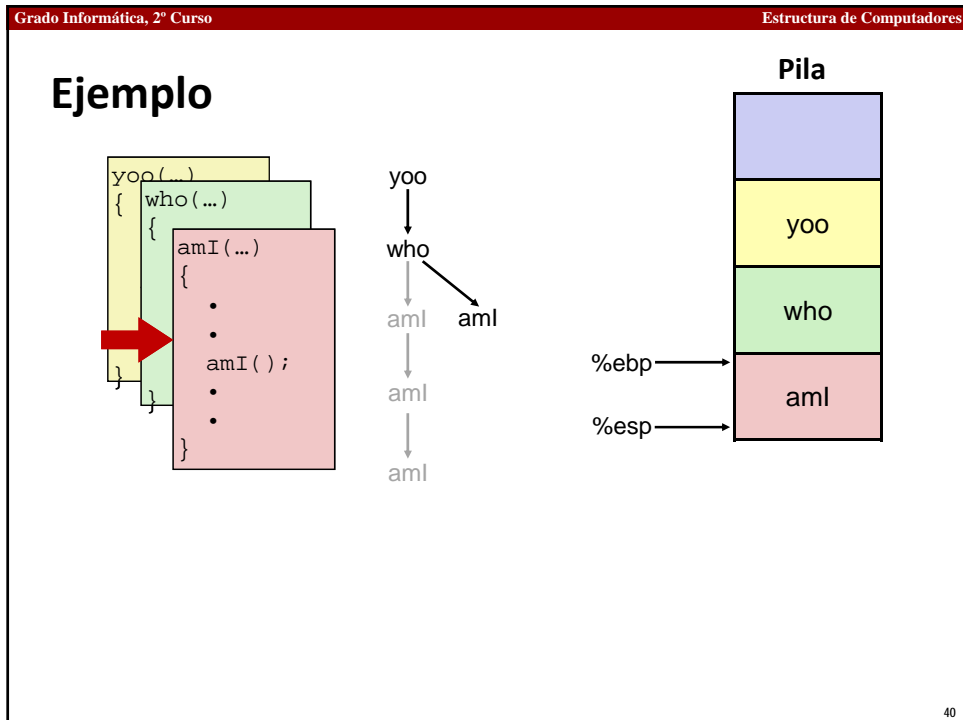 Grado Informática, 2º Curso
Estructura de Computadores
Ejemplo
yoo(…)
{
}
who(…)
{
}
amI(…)
{
•
•
amI();
•
•
}
yoo
who
amI
amI
amI
amI
Pila
yoo
who
amI
%ebp
%esp
40